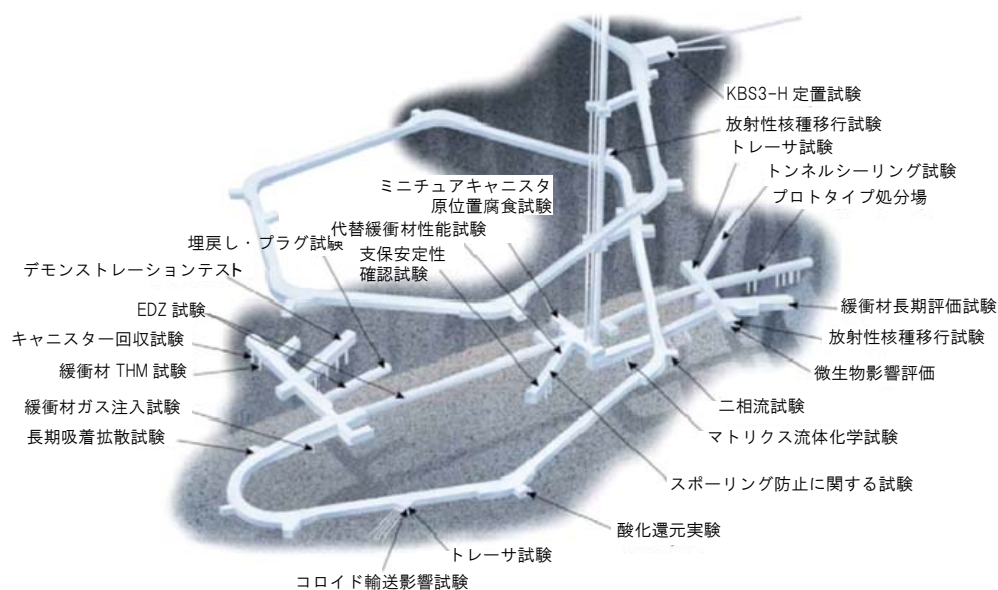 KBS3-H 定置試験
放射性核種移行試験
トレーサ試験
トンネルシーリング試験
プロトタイプ処分場
ミニチュアキャニスタ
原位置腐食試験
代替緩衝材性能試験
埋戻し・プラグ試験
支保安定性
確認試験
デモンストレーションテスト
EDZ 試験
キャニスター回収試験
緩衝材 THM 試験
緩衝材ガス注入試験
長期吸着拡散試験
緩衝材長期評価試験
放射性核種移行試験
微生物影響評価
二相流試験
マトリクス流体化学試験
スポーリング防止に関する試験
酸化還元実験
トレーサ試験
コロイド輸送影響試験